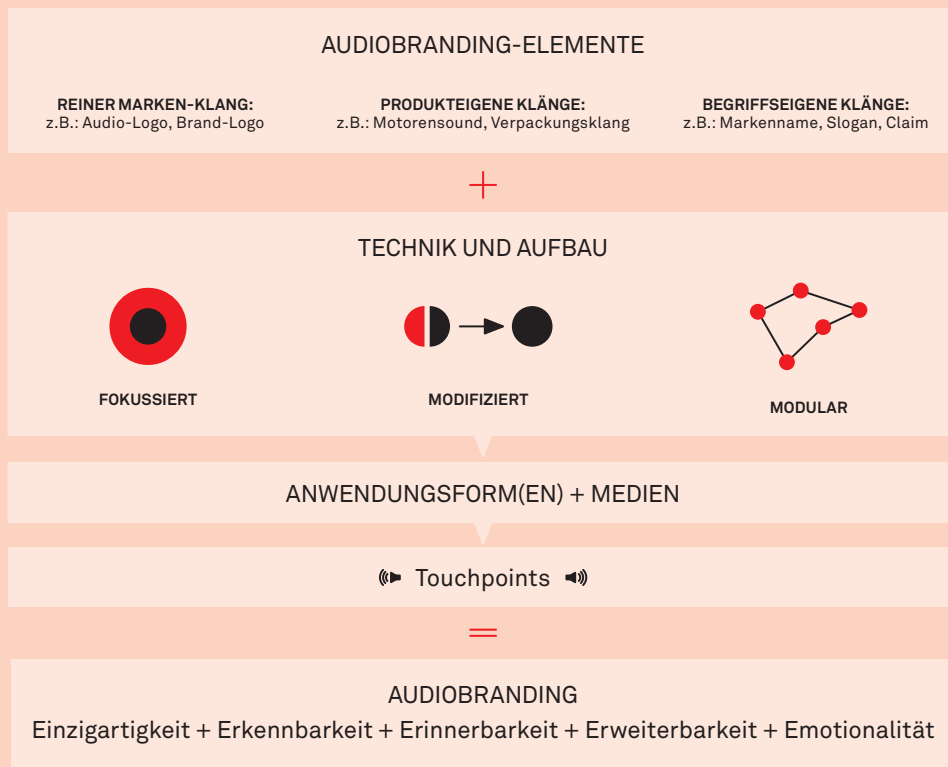 AUDIOBRANDING-ELEMENTE
REINER MARKEN-KLANG:
z.B.: Audio-Logo, Brand-Logo
PRODUKTEIGENE KLÄNGE:
z.B.: Motorensound, Verpackungsklang
BEGRIFFSEIGENE KLÄNGE:
z.B.: Markenname, Slogan, Claim
+
TECHNIK UND AUFBAU
FOKUSSIERT
MODIFIZIERT
MODULAR
ANWENDUNGSFORM(EN) + MEDIEN
Touchpoints
=
AUDIOBRANDING
Einzigartigkeit + Erkennbarkeit + Erinnerbarkeit + Erweiterbarkeit + Emotionalität